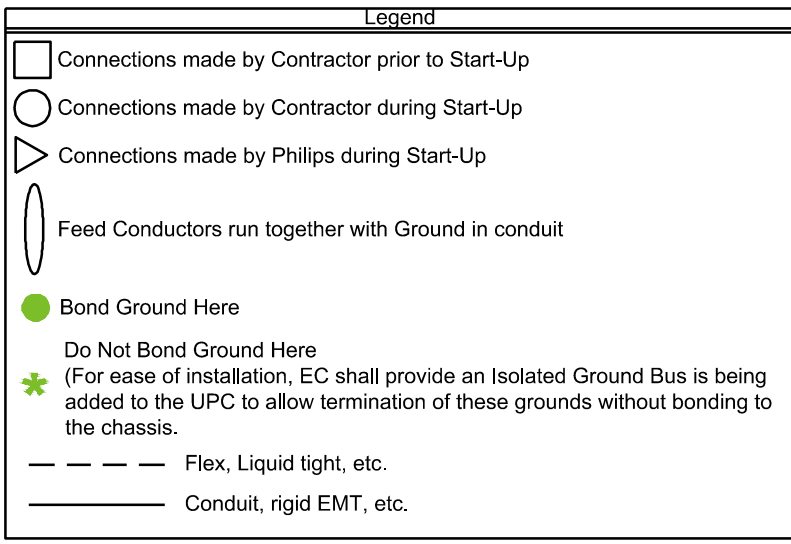 Legend
Connections made by Contractor prior to Start-Up
Connections made by Contractor during Start-Up
Connections made by Philips during Start-Up
Feed Conductors run together with Ground in conduit
Bond Ground Here
Do Not Bond Ground Here
(For ease of installation, EC shall provide an Isolated Ground Bus is being
added to the UPC to allow termination of these grounds without bonding to
the chassis.
Flex, Liquid tight, etc.
Conduit, rigid EMT, etc.